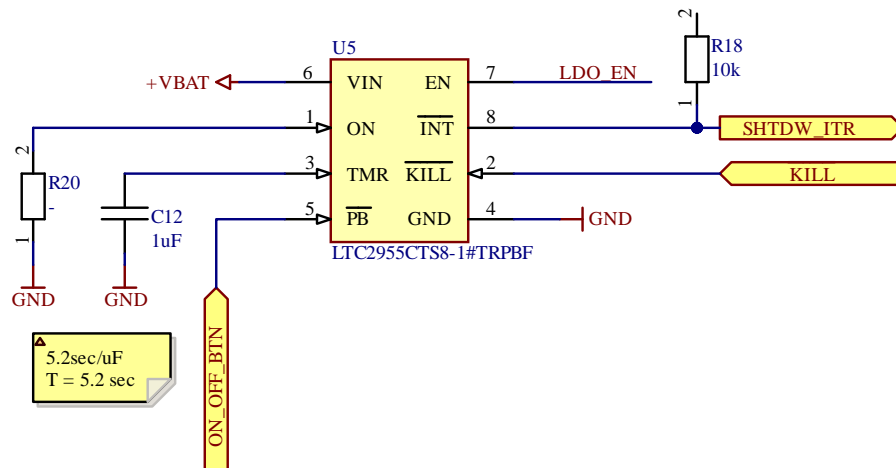 2
U5
R18
10k
+VBAT
6
VIN
EN
7
LDO_EN
1
1
ON
INT
8
SHTDW_ITR
2
R20
-
3
TMR
KILL
2
KILL
C12
1uF
5
PB
GND
4
GND
1
LTC2955CTS8-1#TRPBF
GND
GND
5.2sec/uF
T = 5.2 sec
ON_OFF_BTN